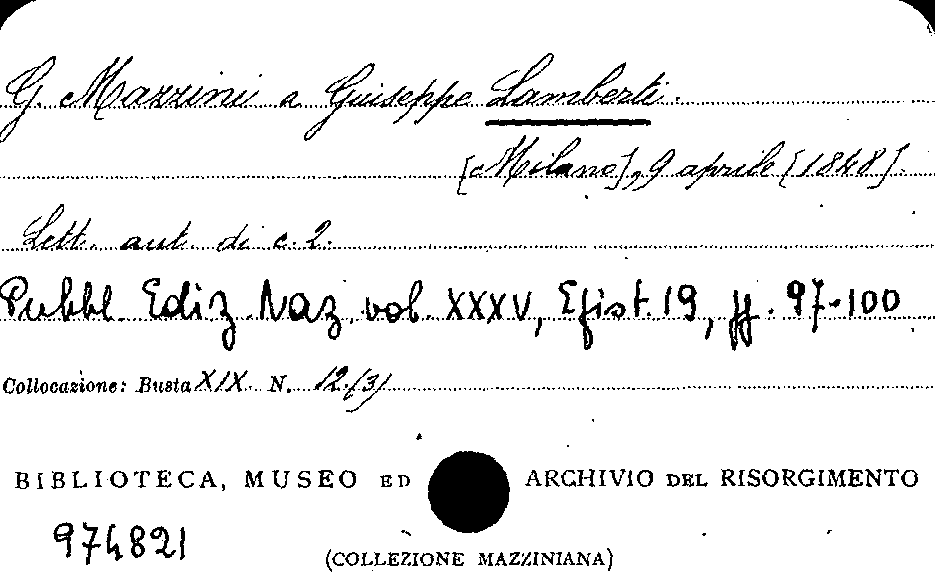 G. Mazzini a Giuseppe Lamberti.
[Milano], 9 aprile [1848].
Lett. aut. di c. 2.
Pubbl. Ediz. Naz. vol. XXXV, Epist. 19, pp. 97-100
Collocazione: Busta XIX N. 12.(3)
BIBLIOTECA, MUSEO ED ARCHIVIO DEL RISORGIMENTO
974821
(COLLEZIONE MAZZINIANA)